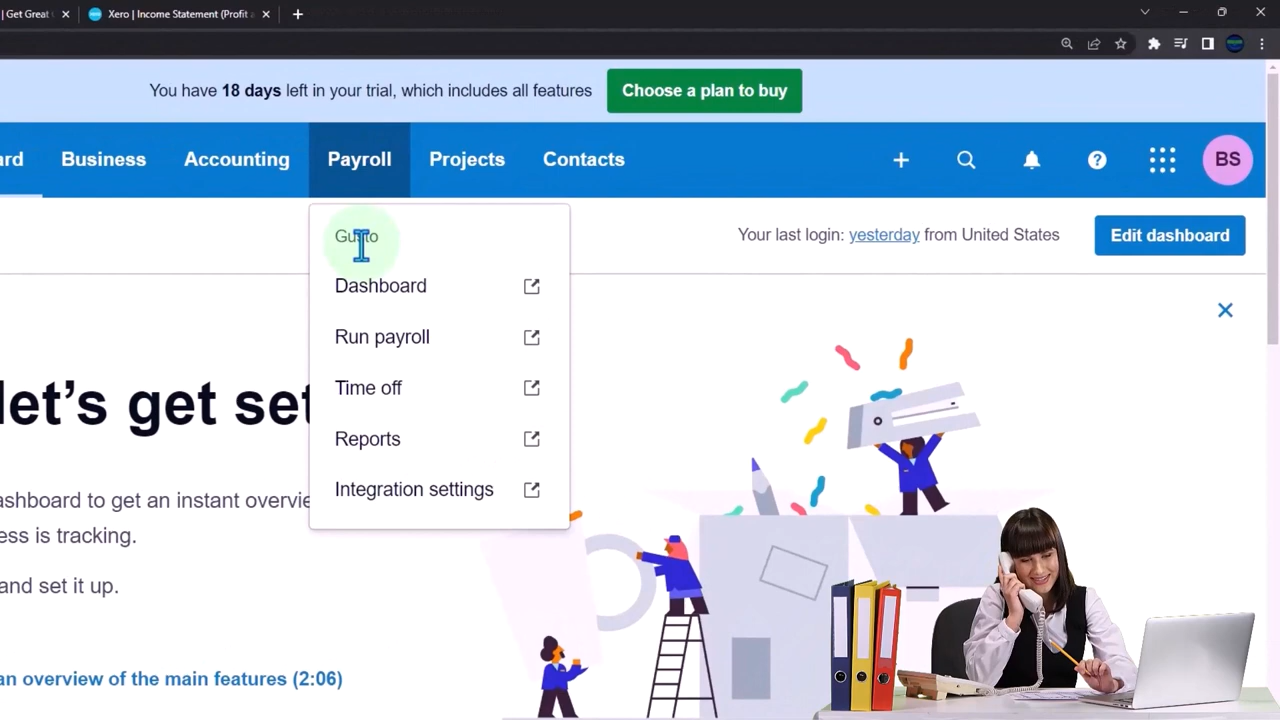 | Get Great
Xero | Income Statement (Profit a
You have 18 days left in your trial, which includes all features
Choose a plan to buy
ard
Business
Accounting
Payroll
Projects
Contacts
BS
Gusto
Your last login: yesterday from United States
Edit dashboard
Dashboard
Run payroll
let's get set
Time off
Reports
Integration settings
ashboard to get an instant overvie
ess is tracking.
and set it up.
an overview of the main features (2:06)